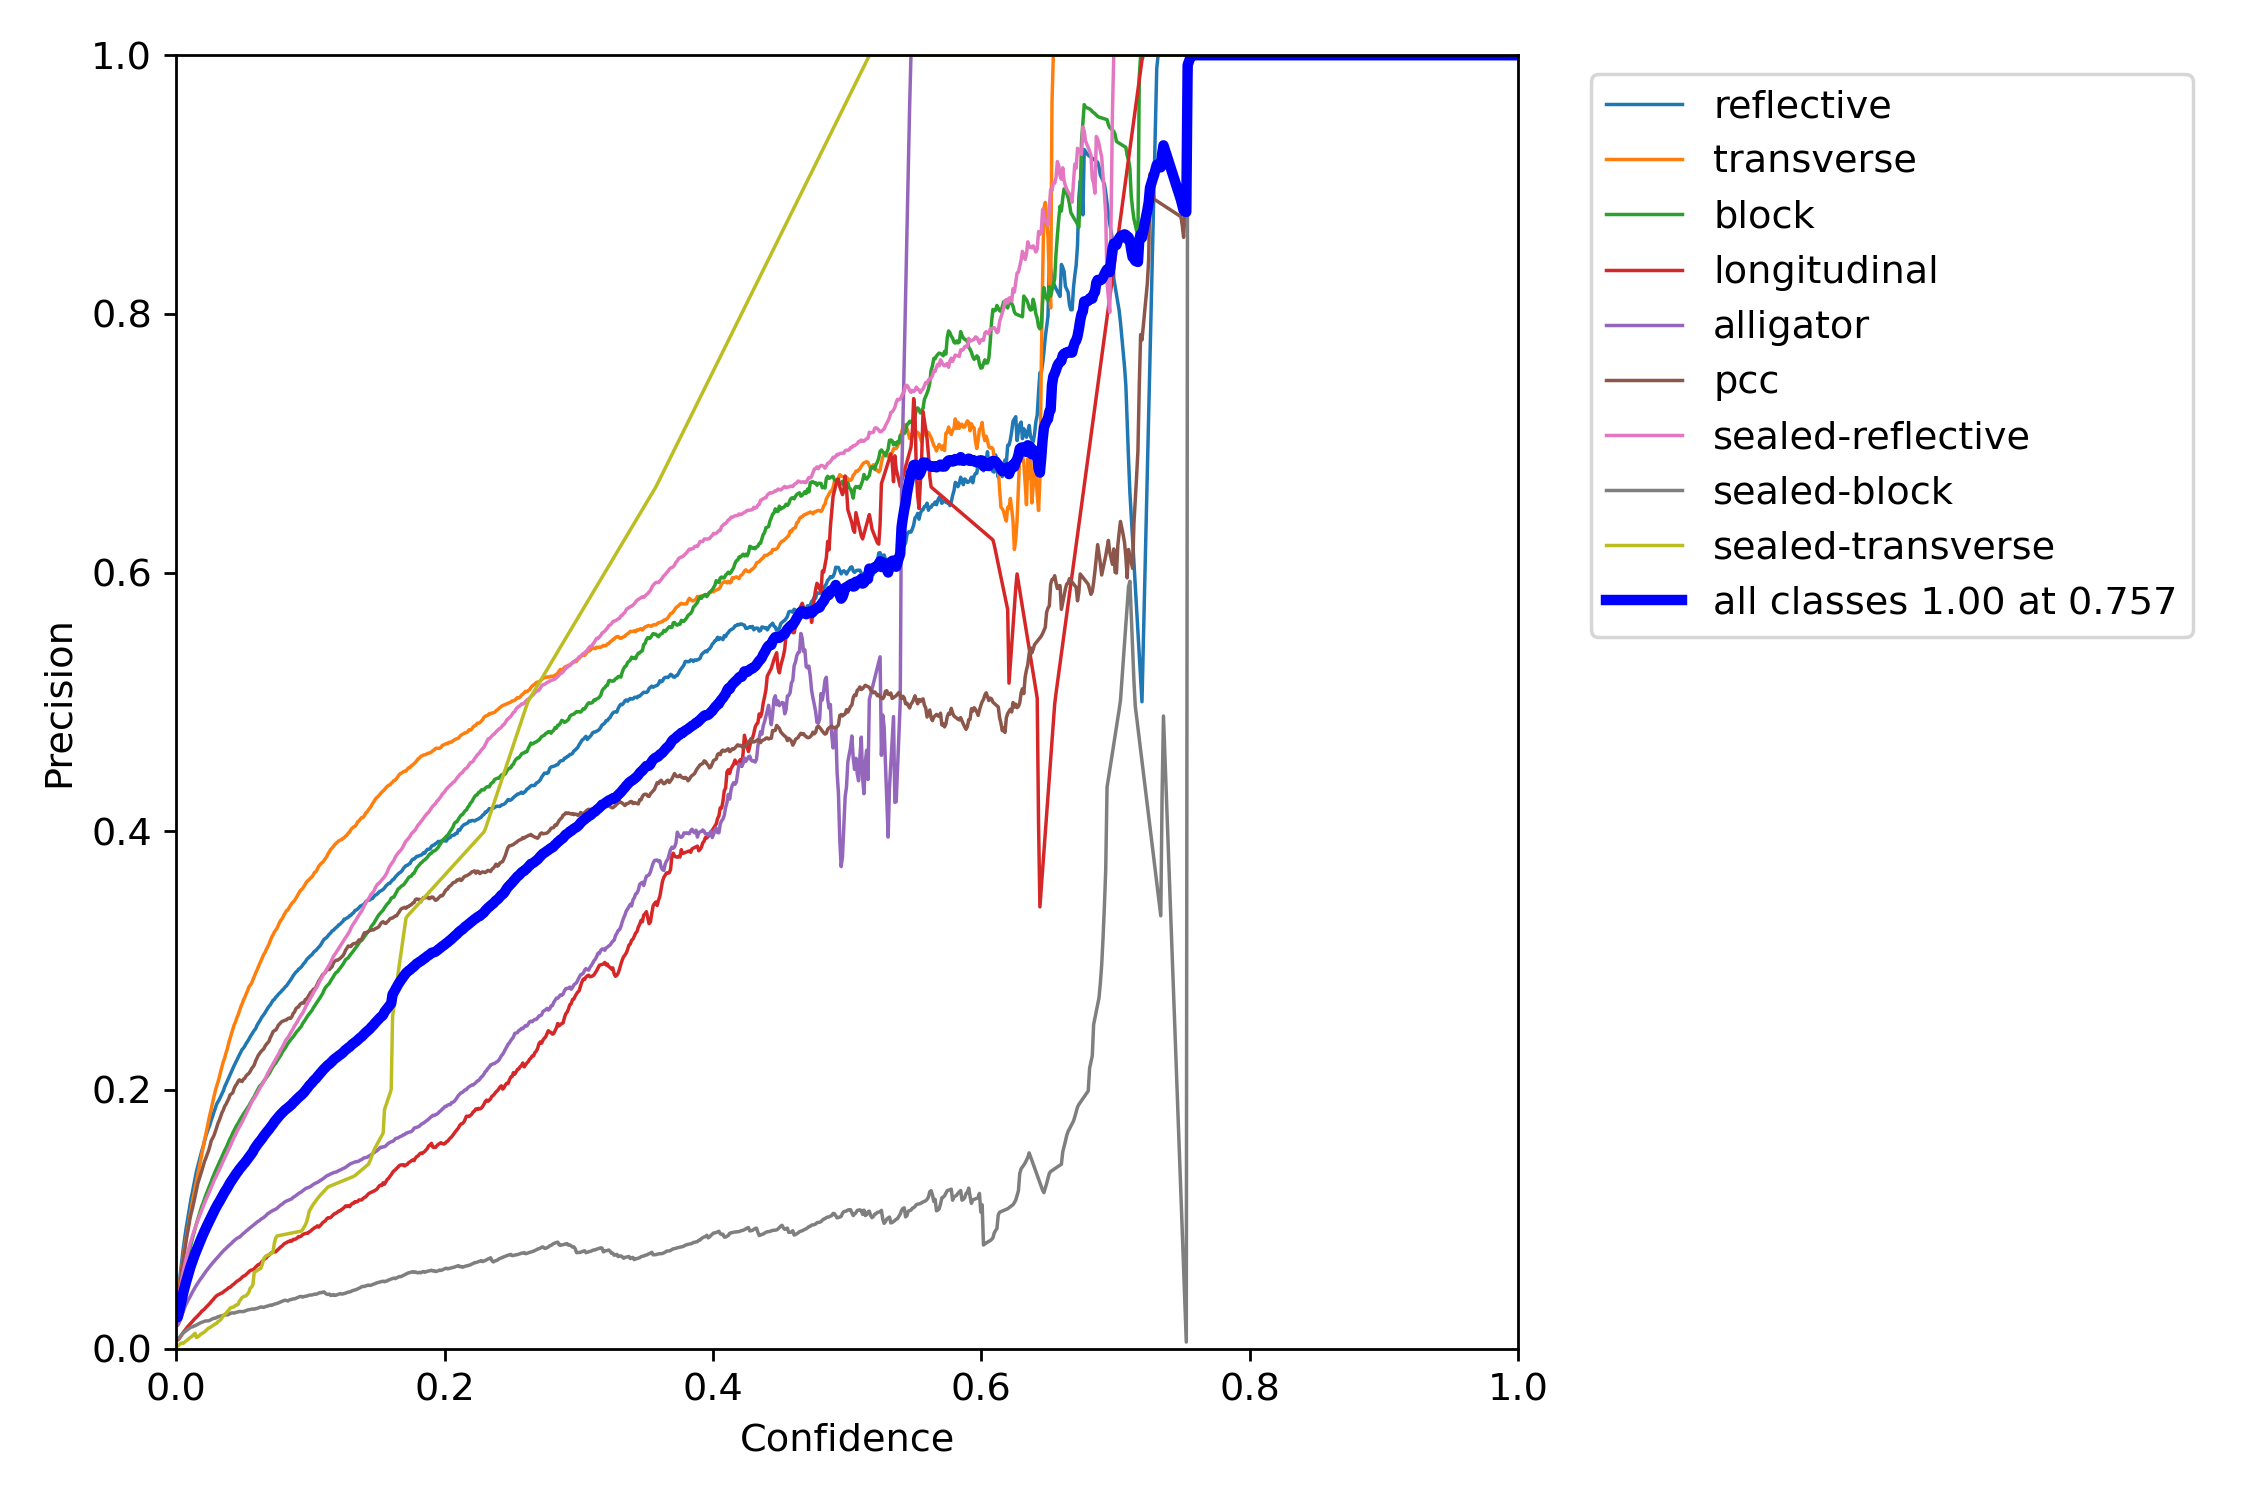 1.0
0.8
0.6
0.4
0.2
0.0
Precision
0.0 0.2 0.4 0.6 0.8 1.0
Confidence
reflective
transverse
block
longitudinal
alligator
pcc
sealed-reflective
sealed-block
sealed-transverse
all classes 1.00 at 0.757